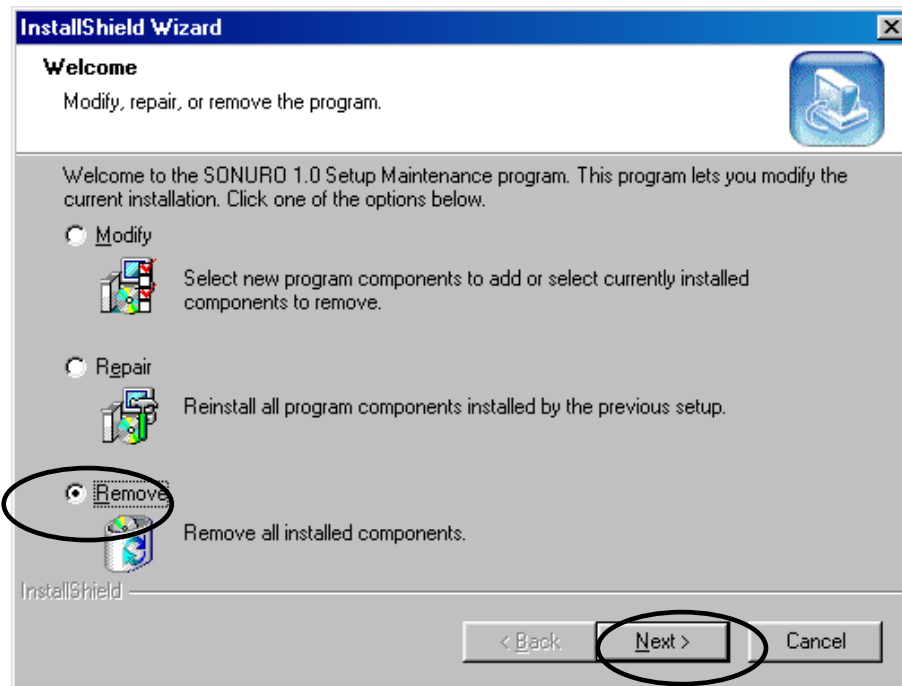 InstallShield Wizard
Welcome
Modify, repair, or remove the program.
Welcome to the SONURO 1.0 Setup Maintenance program. This program lets you modify the
current installation. Click one of the options below.
Modify
Select new program components to add or select currently installed
components to remove.
Repair
Reinstall all program components installed by the previous setup.
Remove
Remove all installed components.
InstallShield
< Back
Next >
Cancel